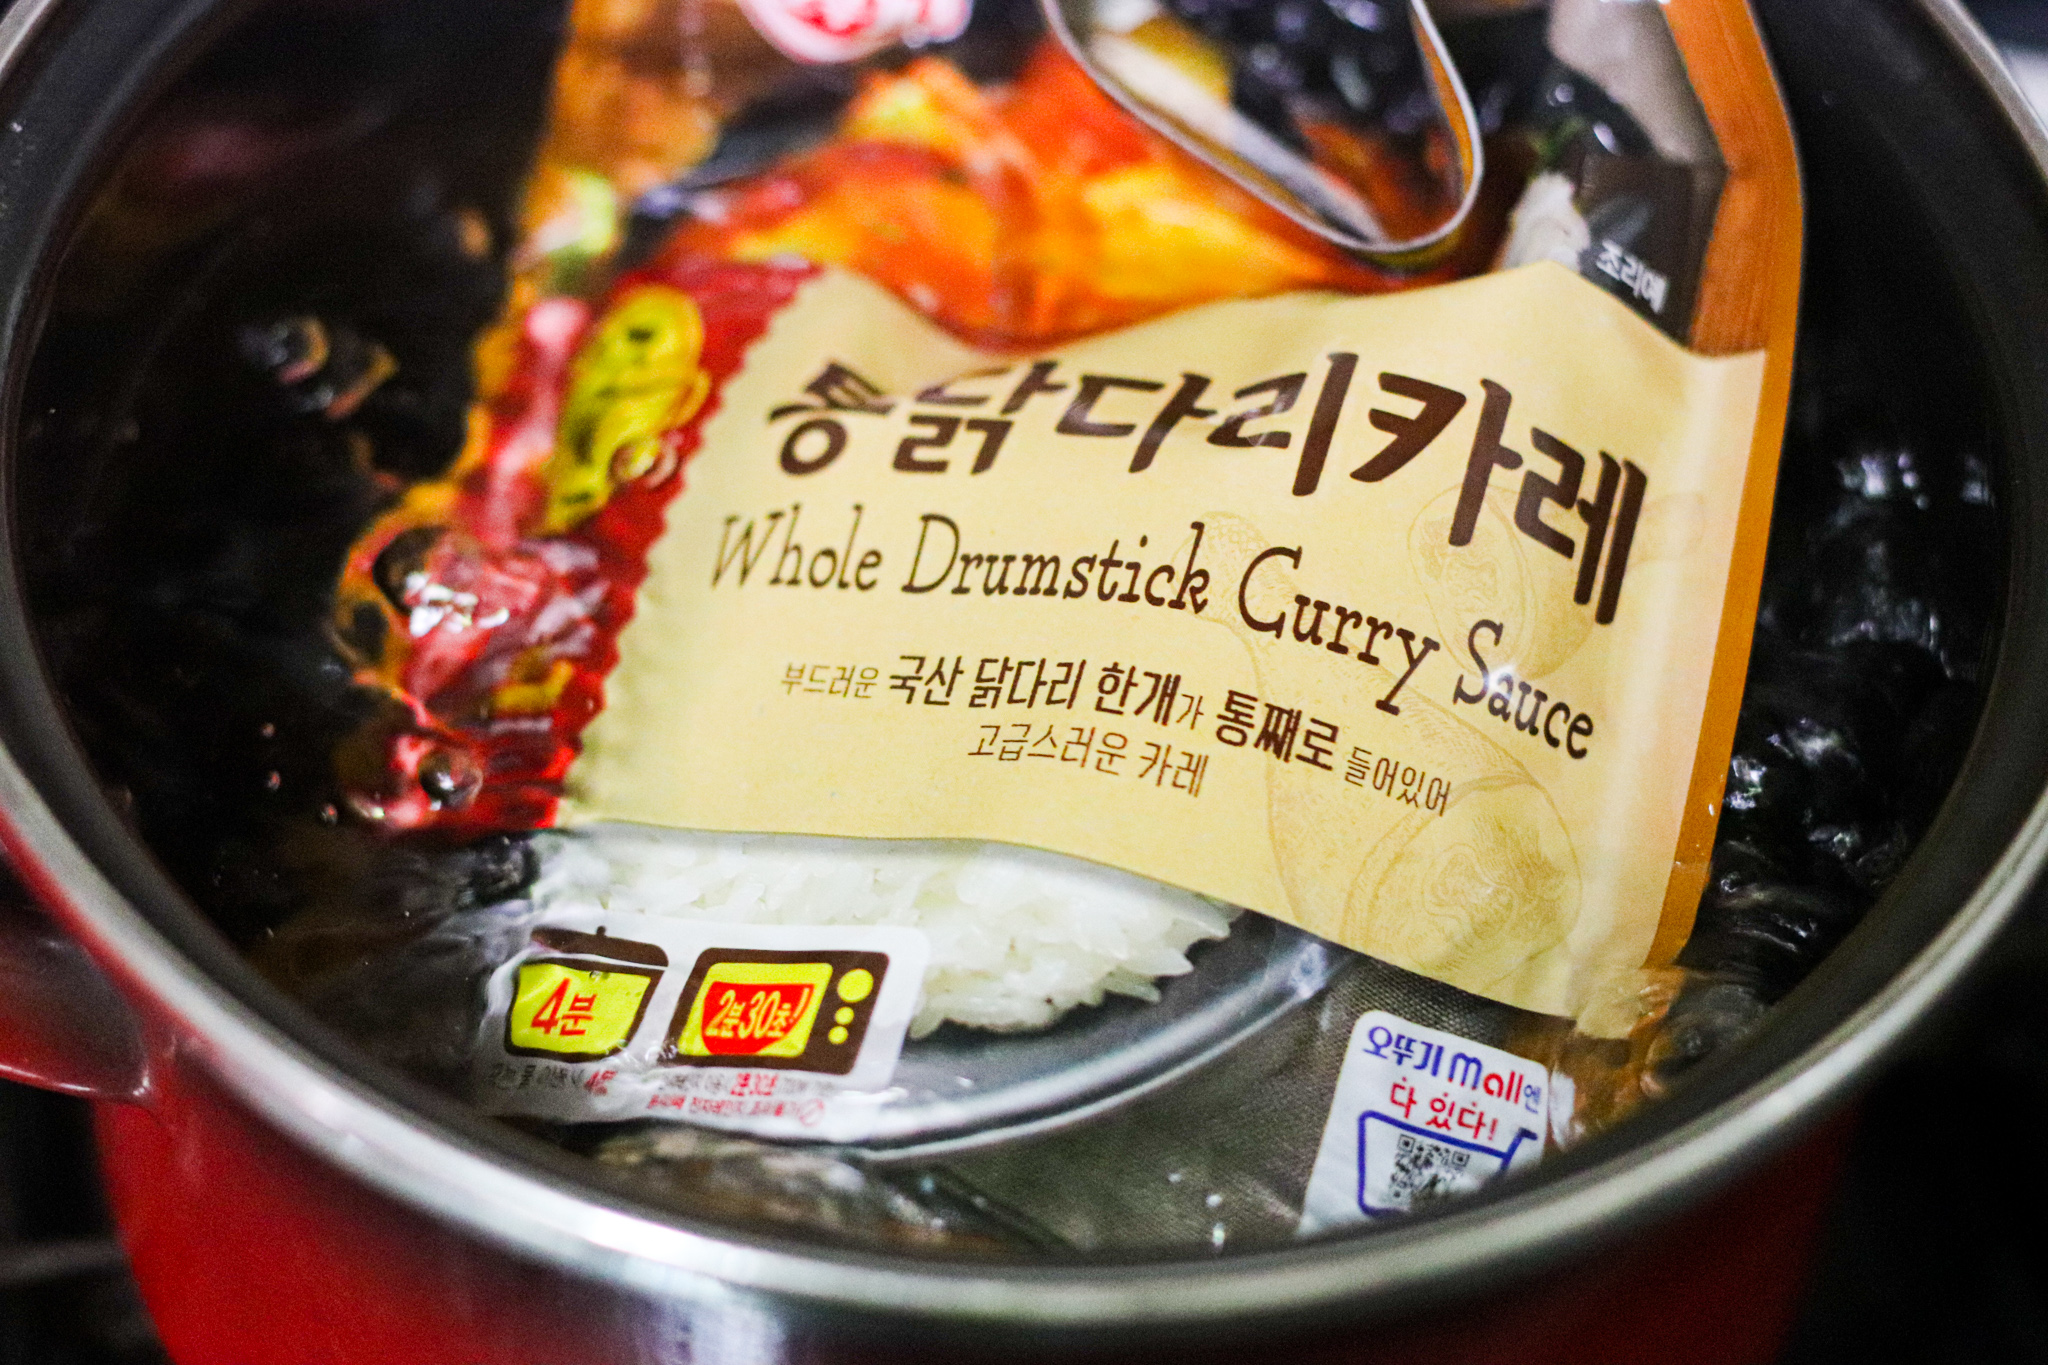 조리예
통닭다리카레
Whole Drumstick Curry Sauce
부드러운 국산 닭다리 한개가 통째로 들어있어
고급스러운 카레
4분
2분30초!
오뚜기 mall엔
다 있다!